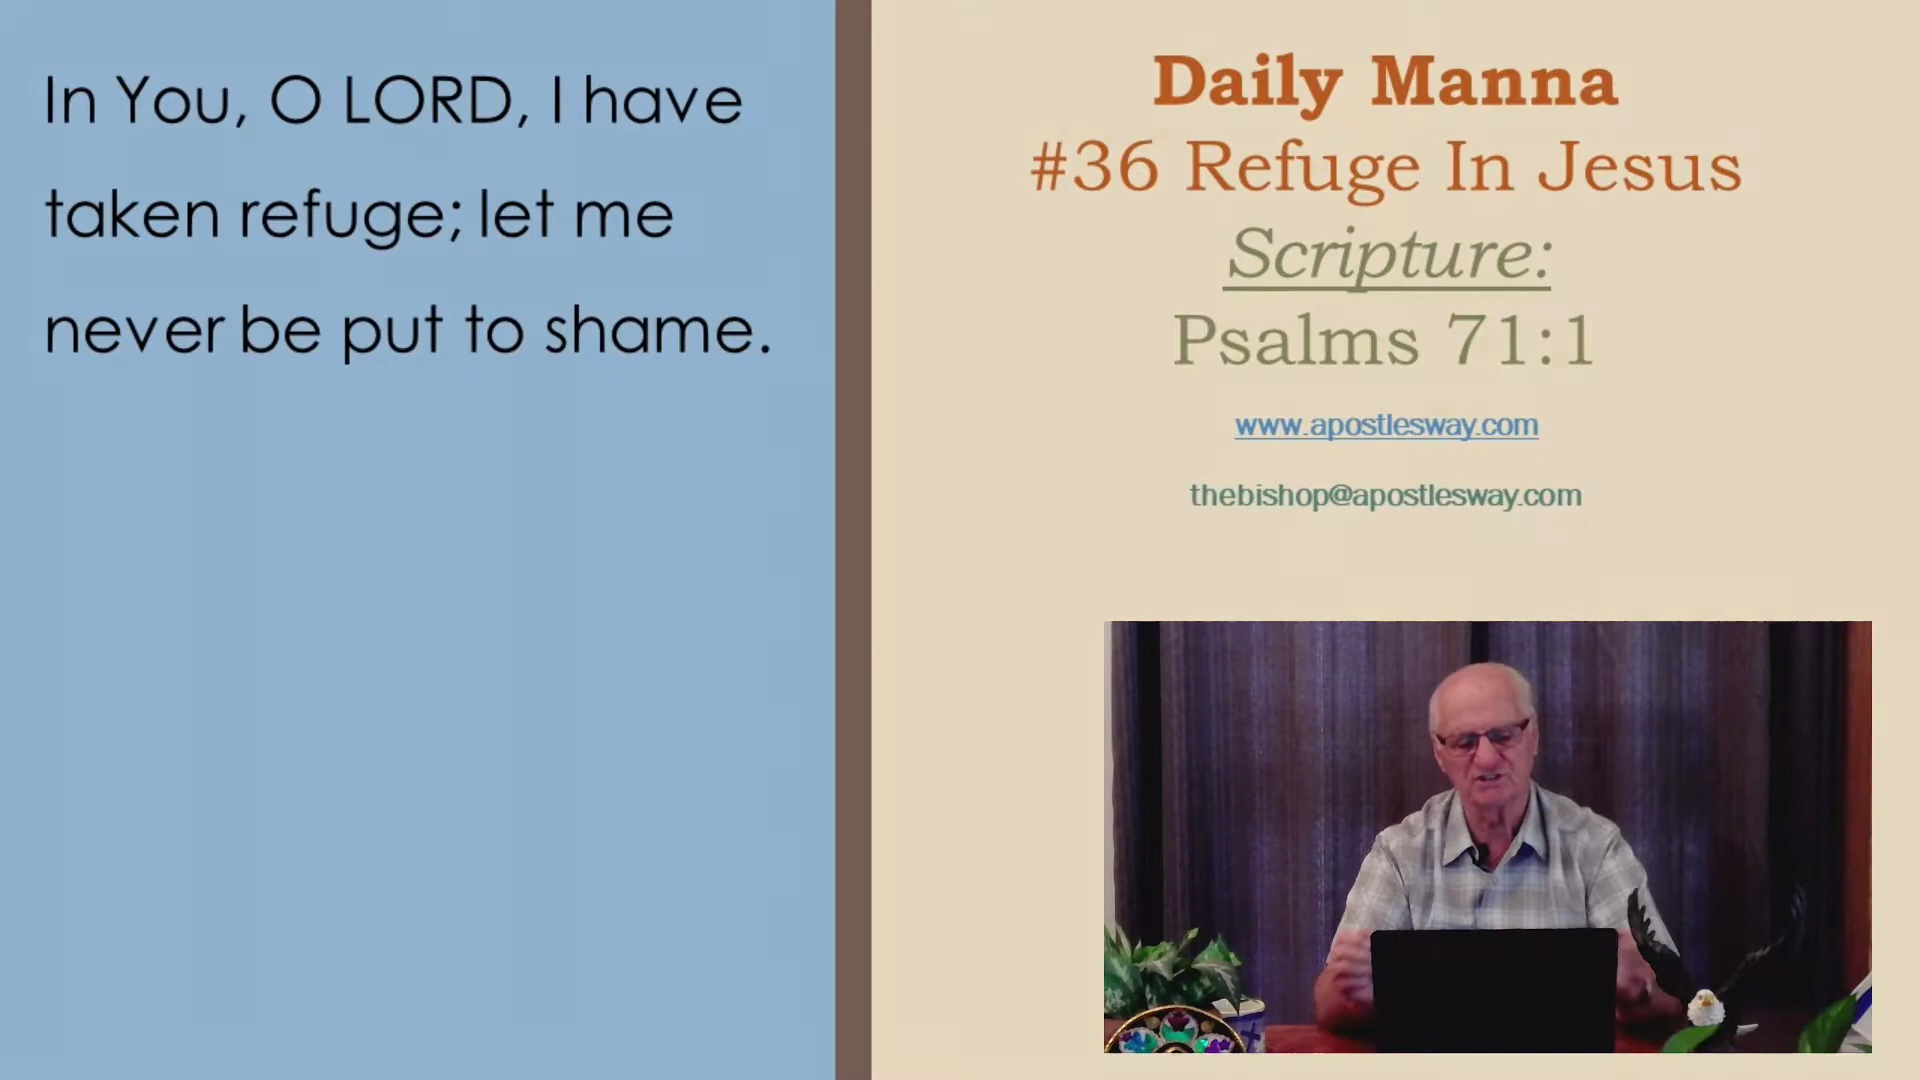 In You, O LORD, I have
taken refuge; let me
never be put to shame.
Daily Manna
#36 Refuge In Jesus
Scripture:
Psalms 71:1
www.apostlesway.com
thebishop@apostlesway.com